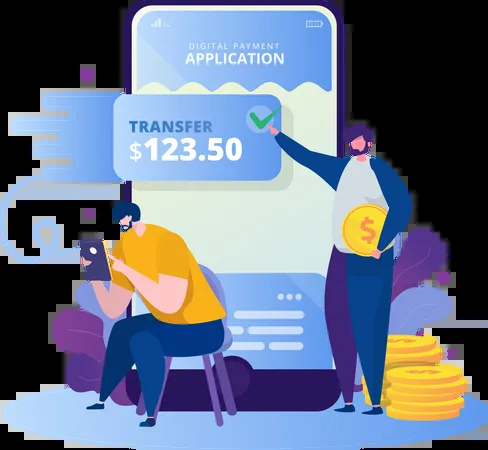 DIGITAL PAYMENT
APPLICATION
TRANSFER
$123.50
$